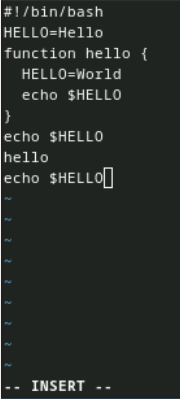 #!/bin/bash
HELLO=Hello
function hello {
  HELLO=World
  echo $HELLO
}
echo $HELLO
hello
echo $HELLO
~
~
~
~
~
~
~
~
~
-- INSERT --